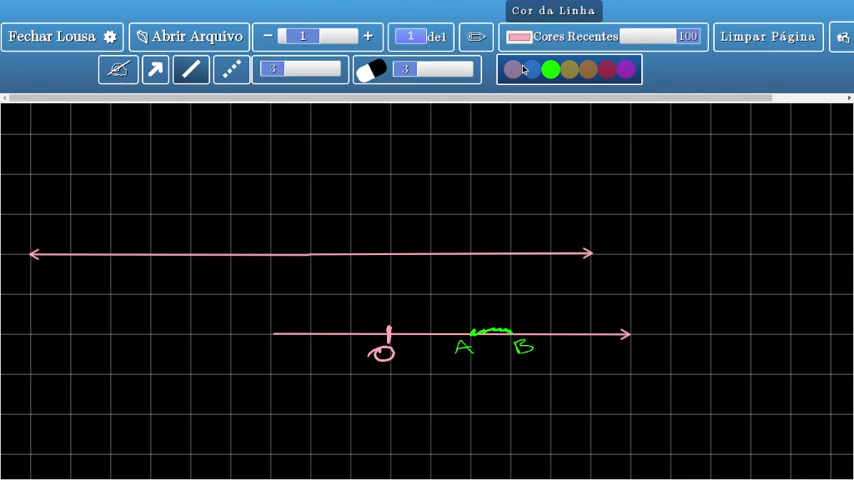 Cor da Linha
Fechar Lousa
Abrir Arquivo
− 1 +
1 de1
Cores Recentes 100
Limpar Página
3
3
O
A B